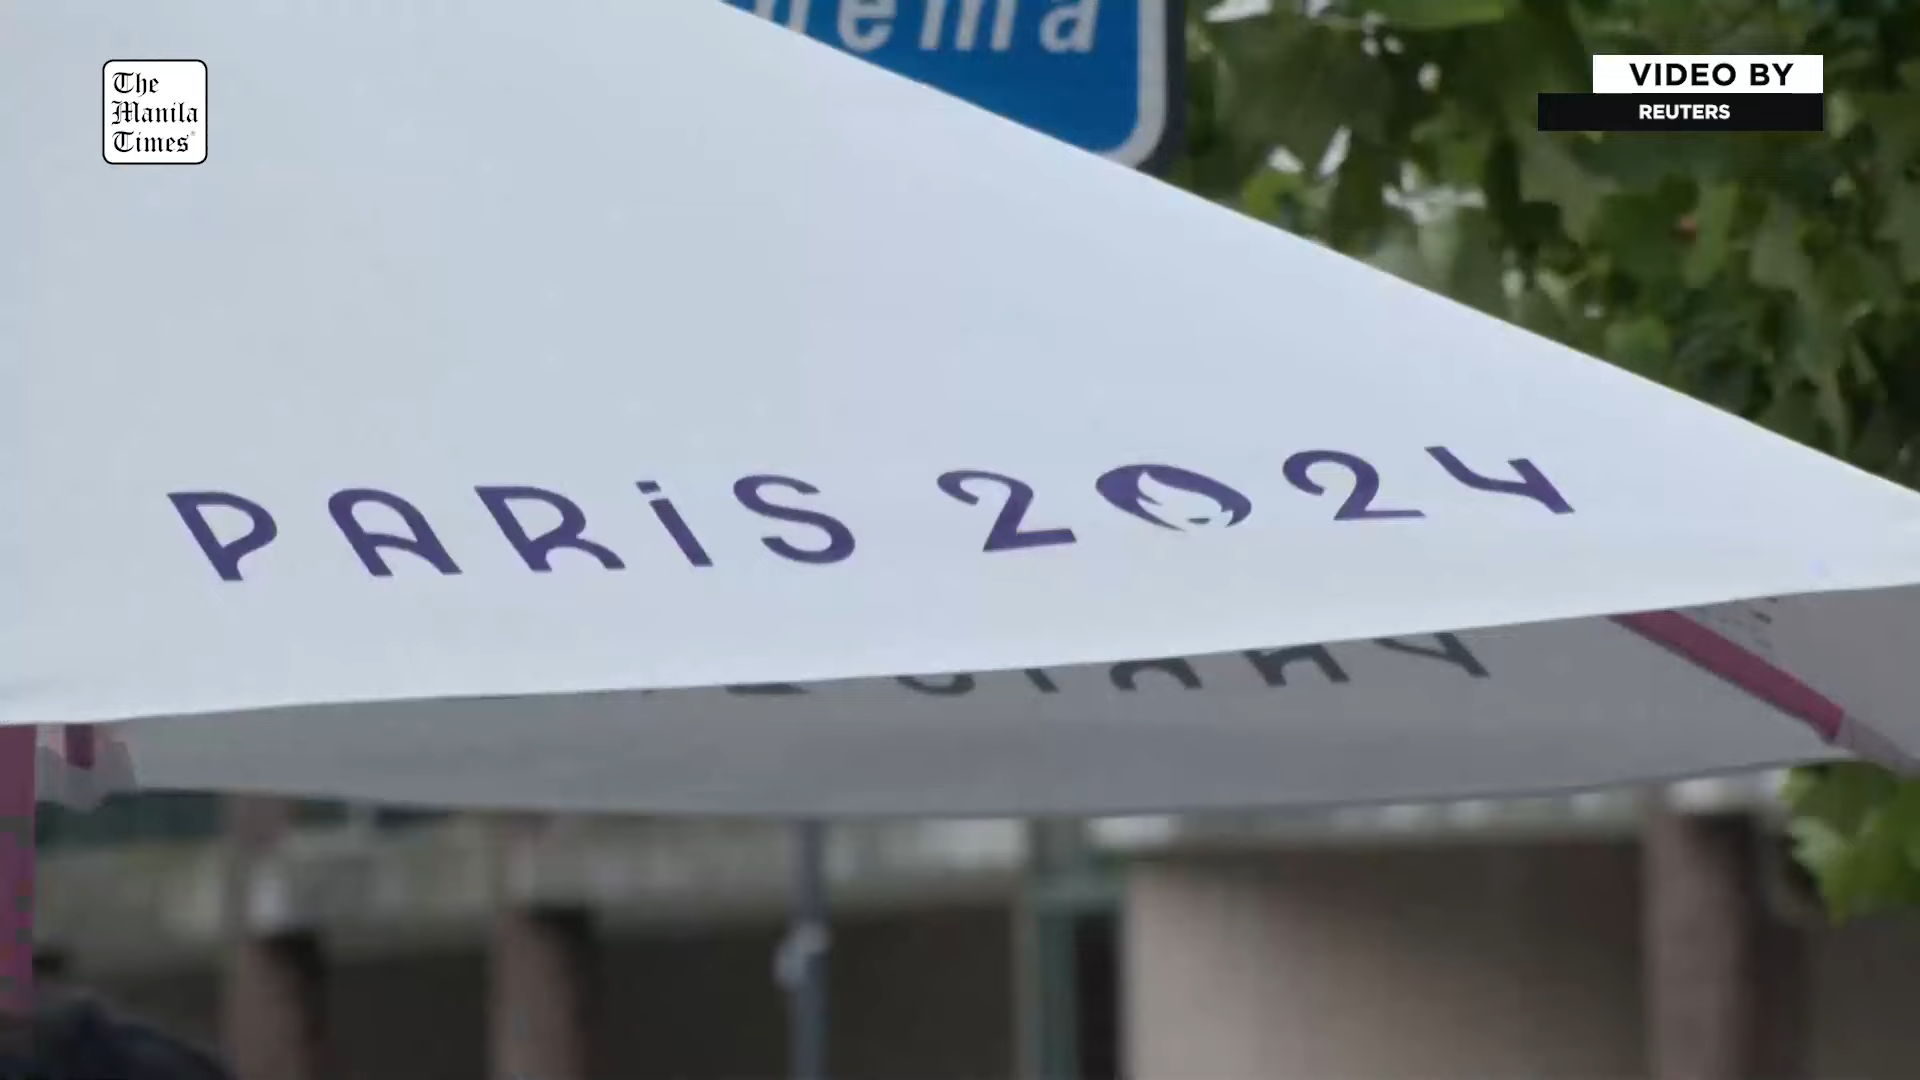 The
Manila
Times
VIDEO BY
REUTERS
PARiS 2024